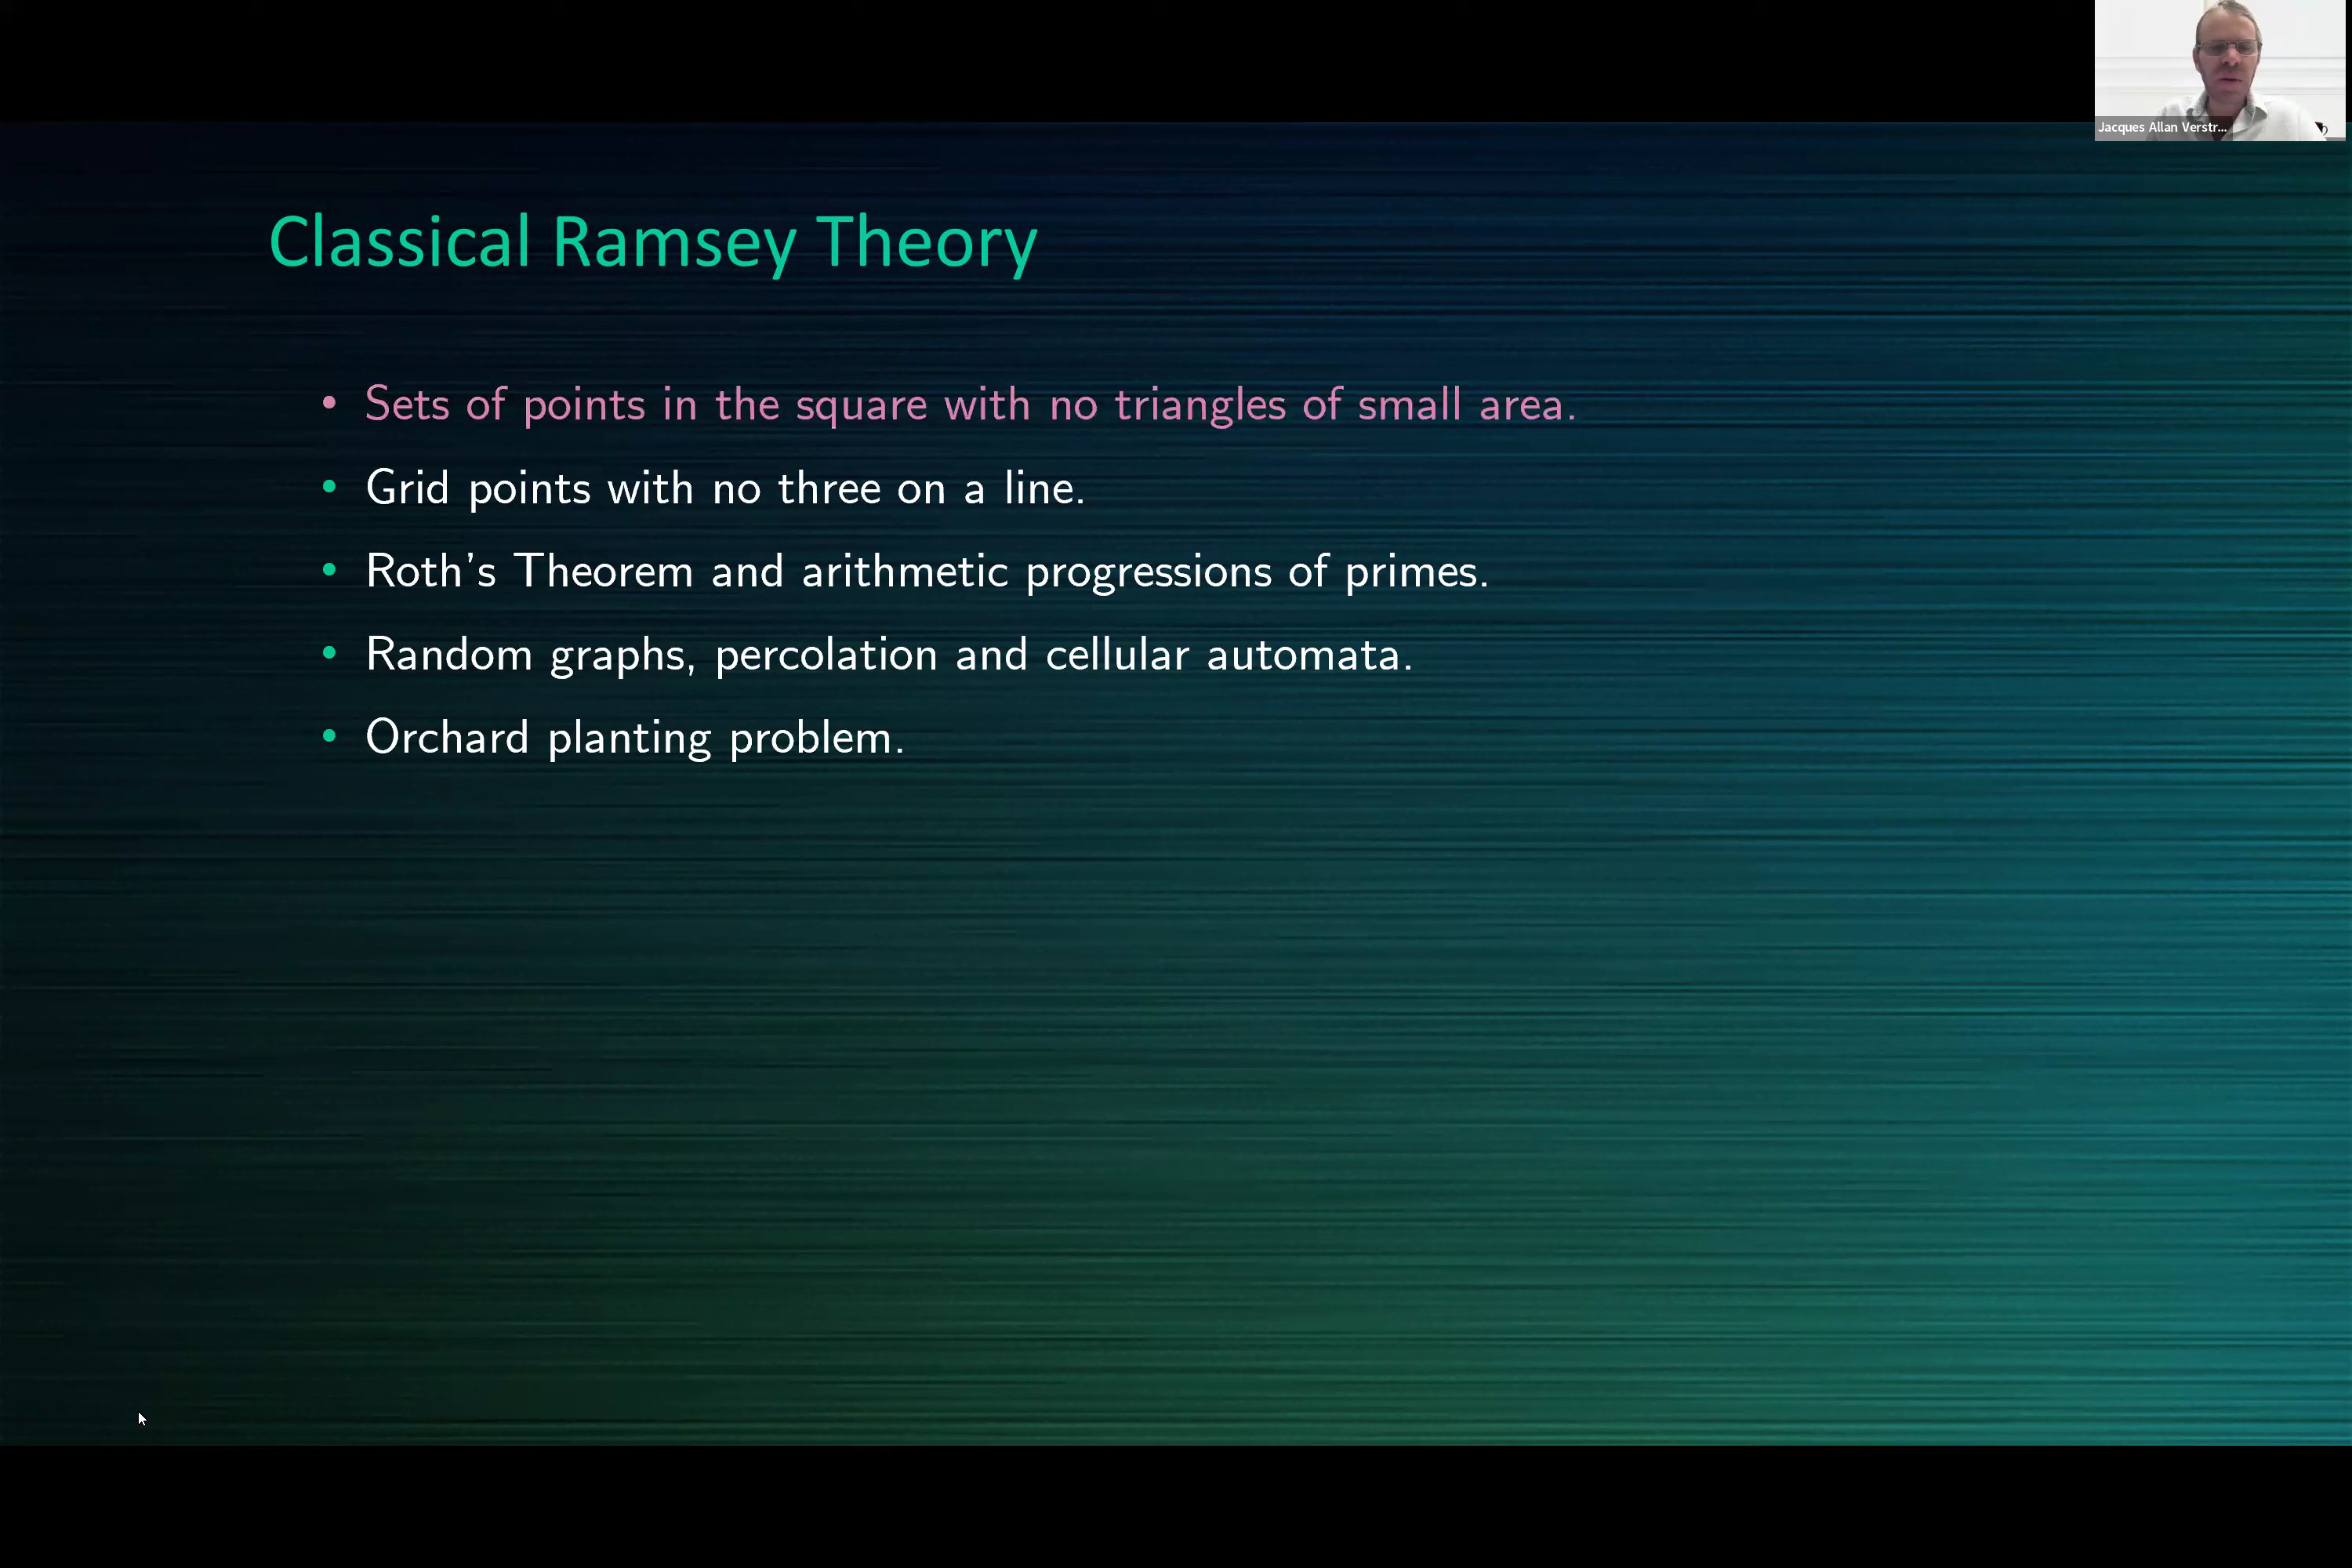 Jacques Allan Verstr...
Classical Ramsey Theory
• Sets of points in the square with no triangles of small area.
• Grid points with no three on a line.
• Roth's Theorem and arithmetic progressions of primes.
• Random graphs, percolation and cellular automata.
• Orchard planting problem.